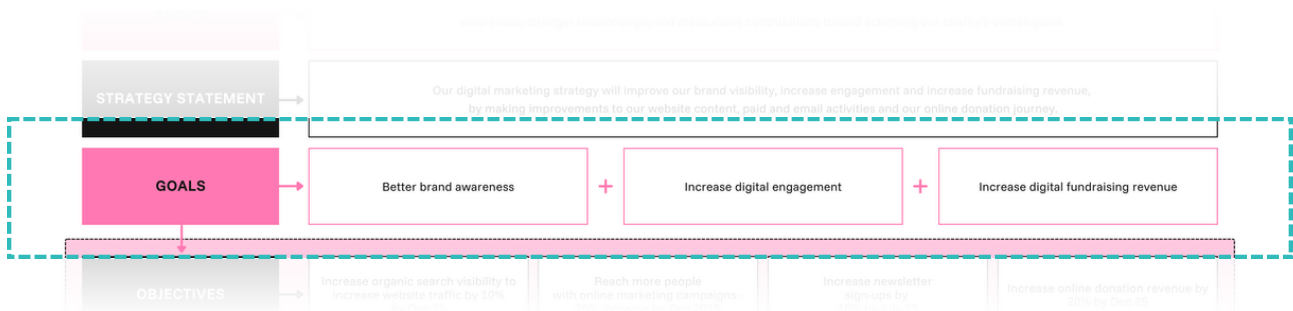 STRATEGY STATEMENT
Our digital marketing strategy will improve our brand visibility, increase engagement and increase fundraising revenue,
by making improvements to our website content, paid and email activities and our online donation journey.
GOALS
Better brand awareness
+
Increase digital engagement
+
Increase digital fundraising revenue
OBJECTIVES
Increase organic search visibility to
increase website traffic by 10%
Reach more people
with online marketing campaigns:
Increase newsletter
sign-ups by
Increase online donation revenue by
20% by Dec 25